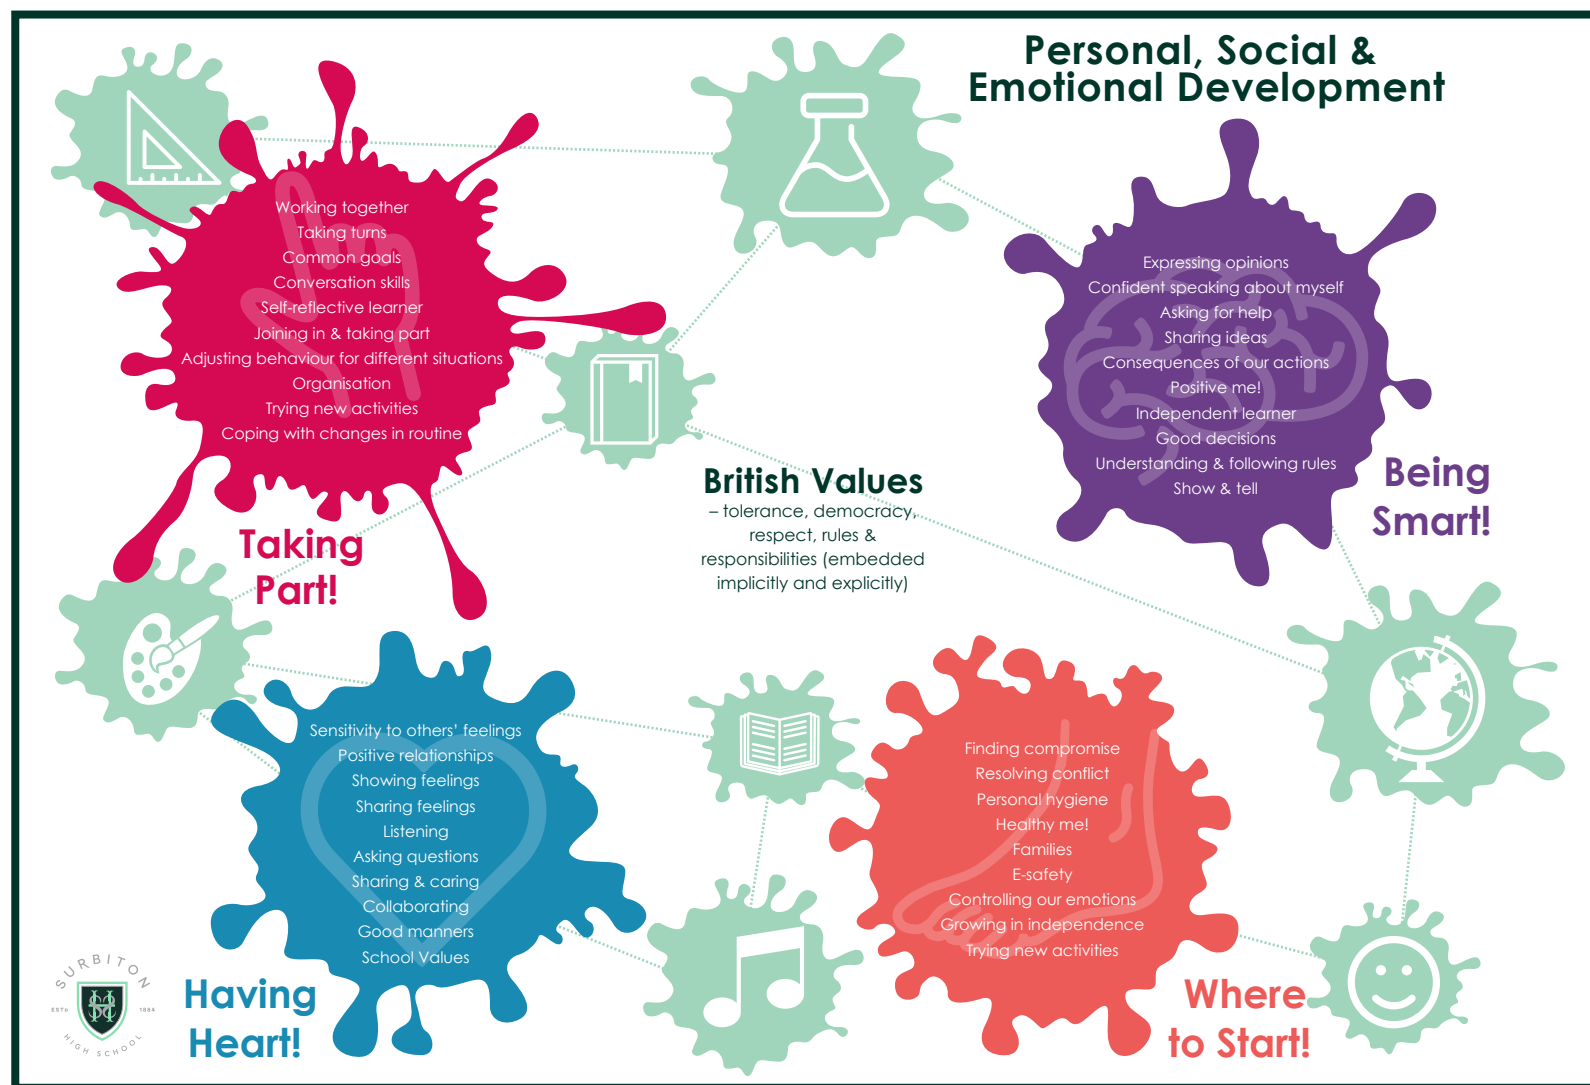 Personal, Social &
Emotional Development
Working together
Taking turns
Common goals
Conversation skills
Self-reflective learner
Joining in & taking part
Adjusting behaviour for different situations
Organisation
Trying new activities
Coping with changes in routine
Taking
Part!
Expressing opinions
Confident speaking about myself
Asking for help
Sharing ideas
Consequences of our actions
Positive me!
Independent learner
Good decisions
Understanding & following rules
Show & tell
Being
Smart!
British Values
– tolerance, democracy,
respect, rules &
responsibilities (embedded
implicitly and explicitly)
Sensitivity to others’ feelings
Positive relationships
Showing feelings
Sharing feelings
Listening
Asking questions
Sharing & caring
Collaborating
Good manners
School Values
Having
Heart!
Finding compromise
Resolving conflict
Personal hygiene
Healthy me!
Families
E-safety
Controlling our emotions
Growing in independence
Trying new activities
Where
to Start!
SURBITON
ESTD 1884
HIGH SCHOOL